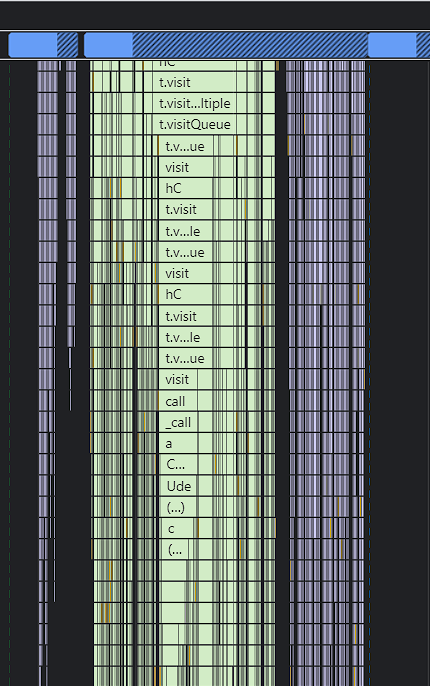 hC
t.visit
t.visit...ltiple
t.visitQueue
t.v...ue
visit
hC
t.visit
t.v...le
t.v...ue
visit
hC
t.visit
t.v...le
t.v...ue
visit
call
_call
a
C...
Ude
(...)
c
(...